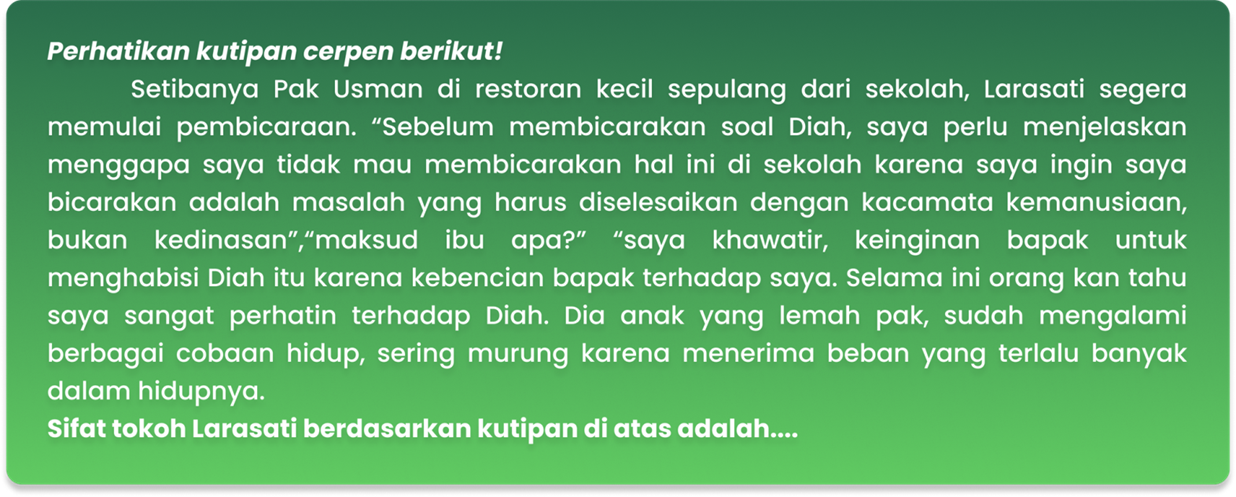 Perhatikan kutipan cerpen berikut!
Setibanya Pak Usman di restoran kecil sepulang dari sekolah, Larasati segera
memulai pembicaraan. “Sebelum membicarakan soal Diah, saya perlu menjelaskan
menggapa saya tidak mau membicarakan hal ini di sekolah karena saya ingin saya
bicarakan adalah masalah yang harus diselesaikan dengan kacamata kemanusiaan,
bukan kedinasan”,“maksud ibu apa?” “saya khawatir, keinginan bapak untuk
menghabisi Diah itu karena kebencian bapak terhadap saya. Selama ini orang kan tahu
saya sangat perhatin terhadap Diah. Dia anak yang lemah pak, sudah mengalami
berbagai cobaan hidup, sering murung karena menerima beban yang terlalu banyak
dalam hidupnya.
Sifat tokoh Larasati berdasarkan kutipan di atas adalah....